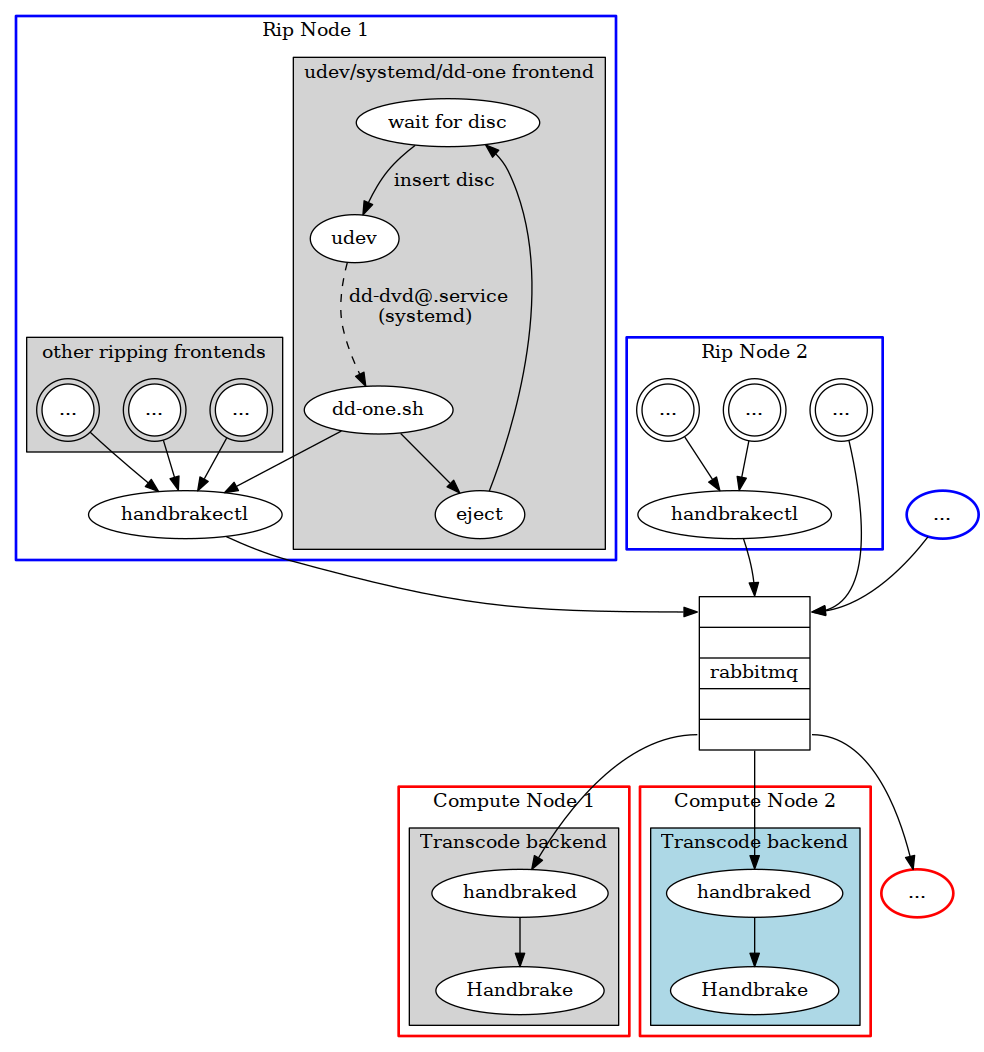 Rip Node 1
udev/systemd/dd-one frontend
wait for disc
insert disc
udev
dd-dvd@.service
(systemd)
other ripping frontends
...
...
...
dd-one.sh
handbrakectl
eject
Rip Node 2
...
...
...
handbrakectl
...
rabbitmq
Compute Node 1
Transcode backend
handbraked
Handbrake
Compute Node 2
Transcode backend
handbraked
Handbrake
...